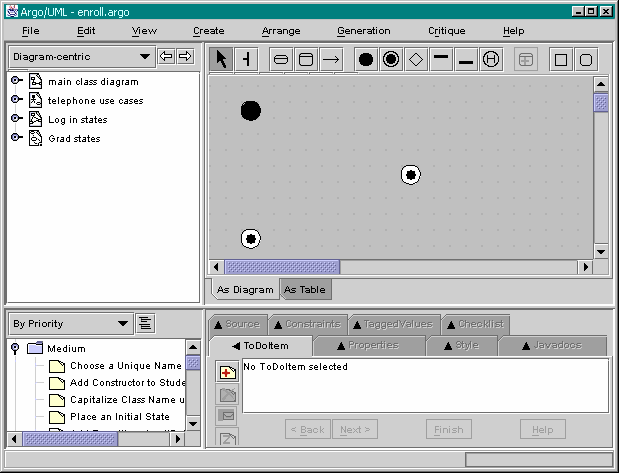 Argo/UML - enroll.argo
File Edit View Create Arrange Generation Critique Help
Diagram-centric
main class diagram
telephone use cases
Log in states
Grad states
H
As Diagram As Table
By Priority
Medium
Choose a Unique Name
Add Constructor to Stude
Capitalize Class Name u
Place an Initial State
Source Constraints TaggedValues Checklist
ToDoItem Properties Style Javadocs
No ToDoItem selected
< Back Next > Finish Help